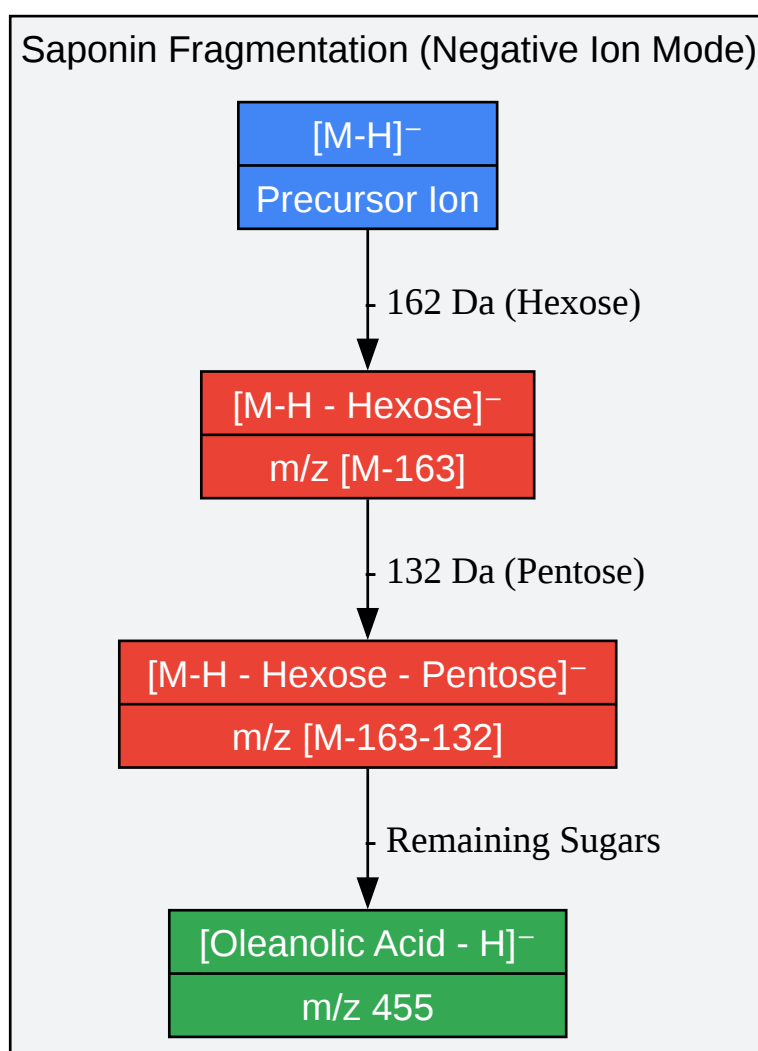 Saponin Fragmentation (Negative Ion Mode)
[M-H]⁻
Precursor Ion
- 162 Da (Hexose)
[M-H - Hexose]⁻
m/z [M-163]
- 132 Da (Pentose)
[M-H - Hexose - Pentose]⁻
m/z [M-163-132]
- Remaining Sugars
[Oleanolic Acid - H]⁻
m/z 455